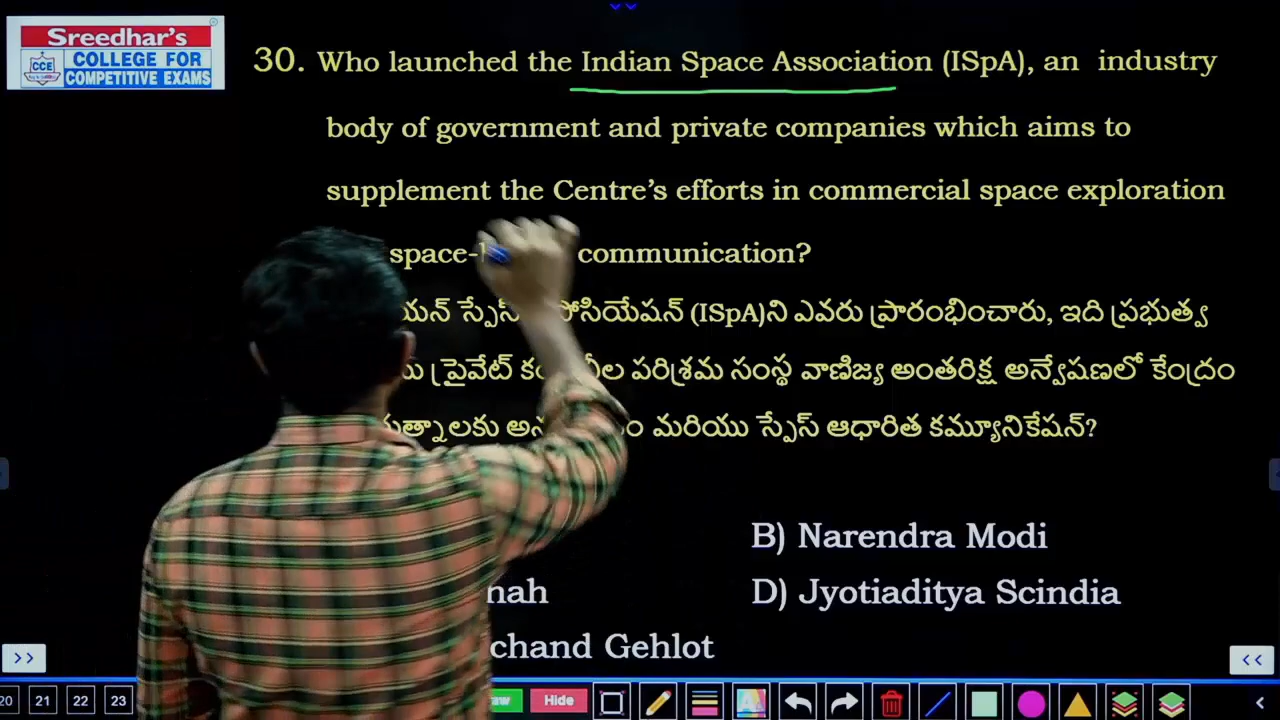 Sreedhar's
CCE
COLLEGE FOR
COMPETITIVE EXAMS
30. Who launched the Indian Space Association (ISpA), an industry
body of government and private companies which aims to
supplement the Centre's efforts in commercial space exploration
space- communication?
స్పేస్ (ISpA)ని ఎవరు ప్రారంభించారు, ఇది ప్రభుత్వ
ప్రైవేట్ పరిశ్రమ సంస్థ వాణిజ్య అంతరిక్ష అన్వేషణలో కేంద్రం
మరియు స్పేస్ ఆధారిత కమ్యూనికేషన్?
B) Narendra Modi
nah D) Jyotiaditya Scindia
chand Gehlot
>> <<
20 21 22 23 Hide